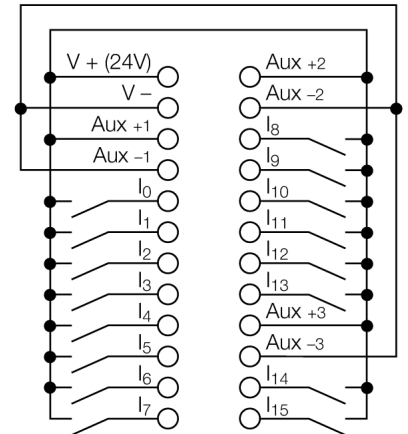 V + (24V)
V –
Aux +1
Aux –1
I0
I1
I2
I3
I4
I5
I6
I7
Aux +2
Aux –2
I8
I9
I10
I11
I12
I13
Aux +3
Aux –3
I14
I15